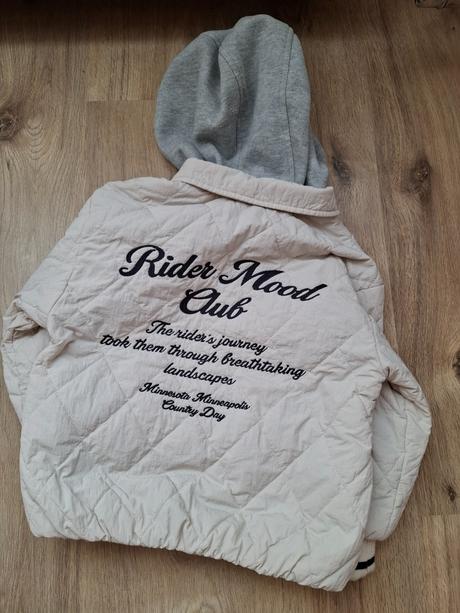 Rider Mood
Club
The rider's journey
took them through breathtaking
landscapes
Minnesota Minneapolis
Country Day